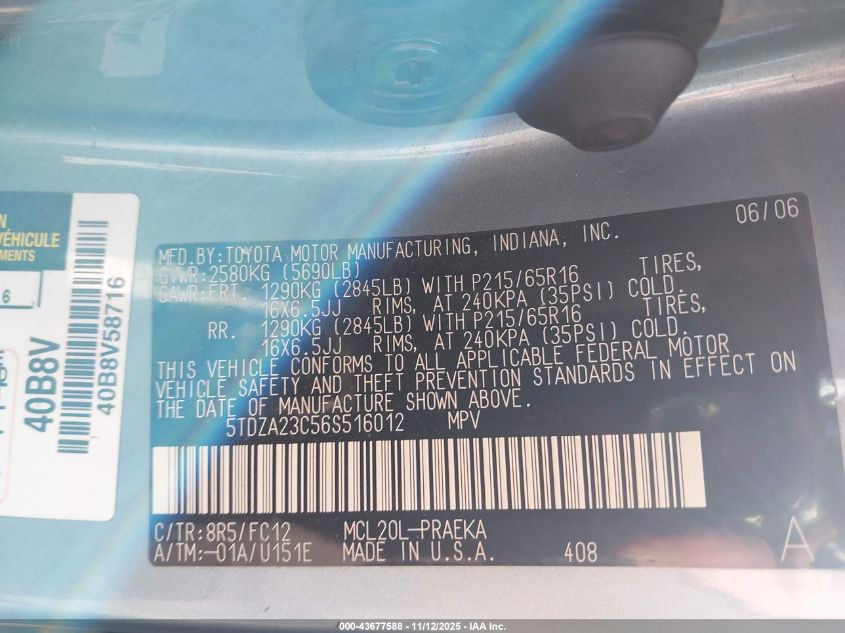 N
VÉHICULE
MENTS
6
40B8V
40B8V58716
06/06
MFD.BY:TOYOTA MOTOR MANUFACTURING, INDIANA, INC.
GVWR:2580KG (5690LB)
GAWR:FRT. 1290KG (2845LB) WITH P215/65R16 TIRES,
16X6.5JJ RIMS, AT 240KPA (35PSI) COLD.
RR. 1290KG (2845LB) WITH P215/65R16 TIRES,
16X6.5JJ RIMS, AT 240KPA (35PSI) COLD.
THIS VEHICLE CONFORMS TO ALL APPLICABLE FEDERAL MOTOR
VEHICLE SAFETY AND THEFT PREVENTION STANDARDS IN EFFECT ON
THE DATE OF MANUFACTURE SHOWN ABOVE.
5TDZA23C56S516012 MPV
C/TR:8R5/FC12 MCL20L-PRAEKA
A/TM:-01A/U151E MADE IN U.S.A. 408 A
000-43677588 - 11/12/2025 - IAA Inc.